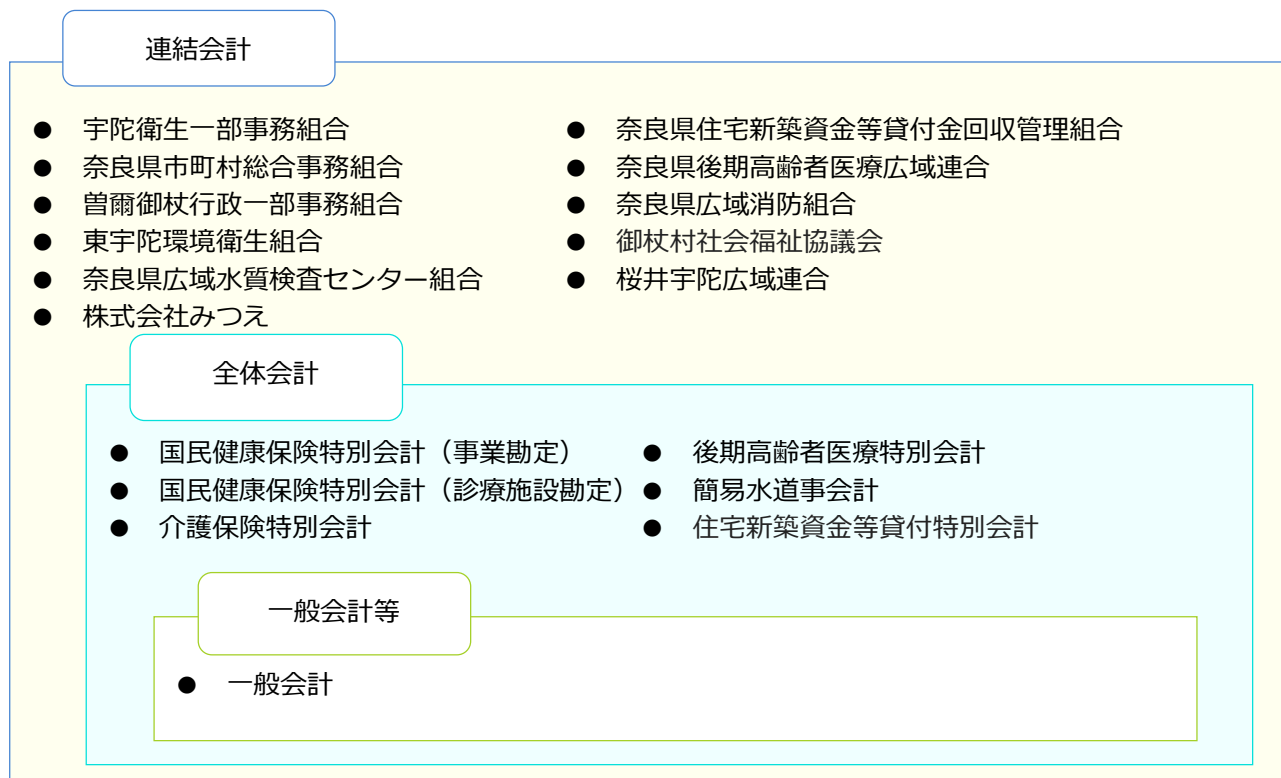 連結会計
● 宇陀衛生一部事務組合
● 奈良県市町村総合事務組合
● 曽爾御杖行政一部事務組合
● 東宇陀環境衛生組合
● 奈良県広域水質検査センター組合
● 株式会社みつえ
● 奈良県住宅新築資金等貸付金回収管理組合
● 奈良県後期高齢者医療広域連合
● 奈良県広域消防組合
● 御杖村社会福祉協議会
● 桜井宇陀広域連合
全体会計
● 国民健康保険特別会計（事業勘定）
● 国民健康保険特別会計（診療施設勘定）
● 介護保険特別会計
● 後期高齢者医療特別会計
● 簡易水道事会計
● 住宅新築資金等貸付特別会計
一般会計等
● 一般会計